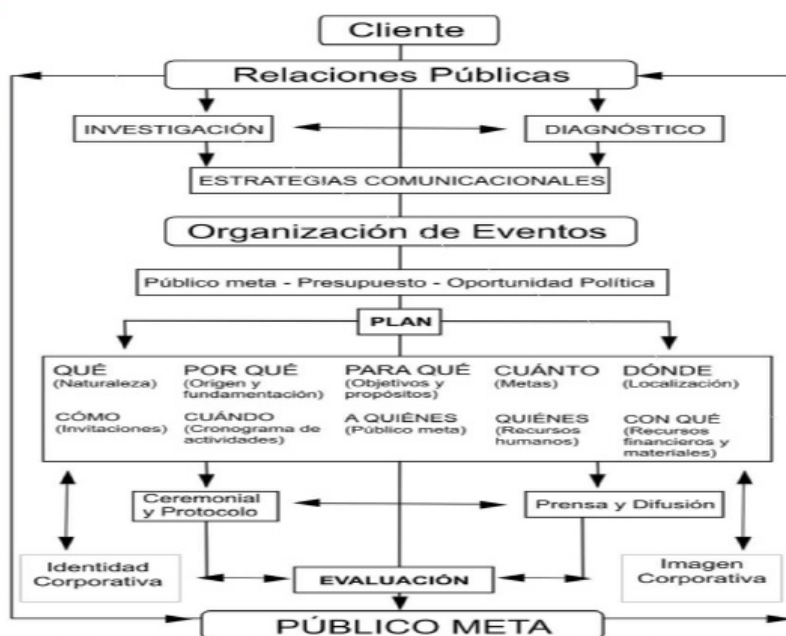 Cliente
Relaciones Públicas
INVESTIGACIÓN
DIAGNÓSTICO
ESTRATEGIAS COMUNICACIONALES
Organización de Eventos
Público meta - Presupuesto - Oportunidad Política
PLAN
QUÉ
(Naturaleza)
POR QUÉ
(Origen y
fundamentación)
PARA QUÉ
(Objetivos y
propósitos)
CUÁNTO
(Metas)
DÓNDE
(Localización)
CÓMO
(Invitaciones)
CUÁNDO
(Cronograma de
actividades)
A QUIÉNES
(Público meta)
QUIÉNES
(Recursos
humanos)
CON QUÉ
(Recursos
financieros y
materiales)
Ceremonial
y Protocolo
Prensa y Difusión
Identidad
Corporativa
Imagen
Corporativa
EVALUACIÓN
PÚBLICO META